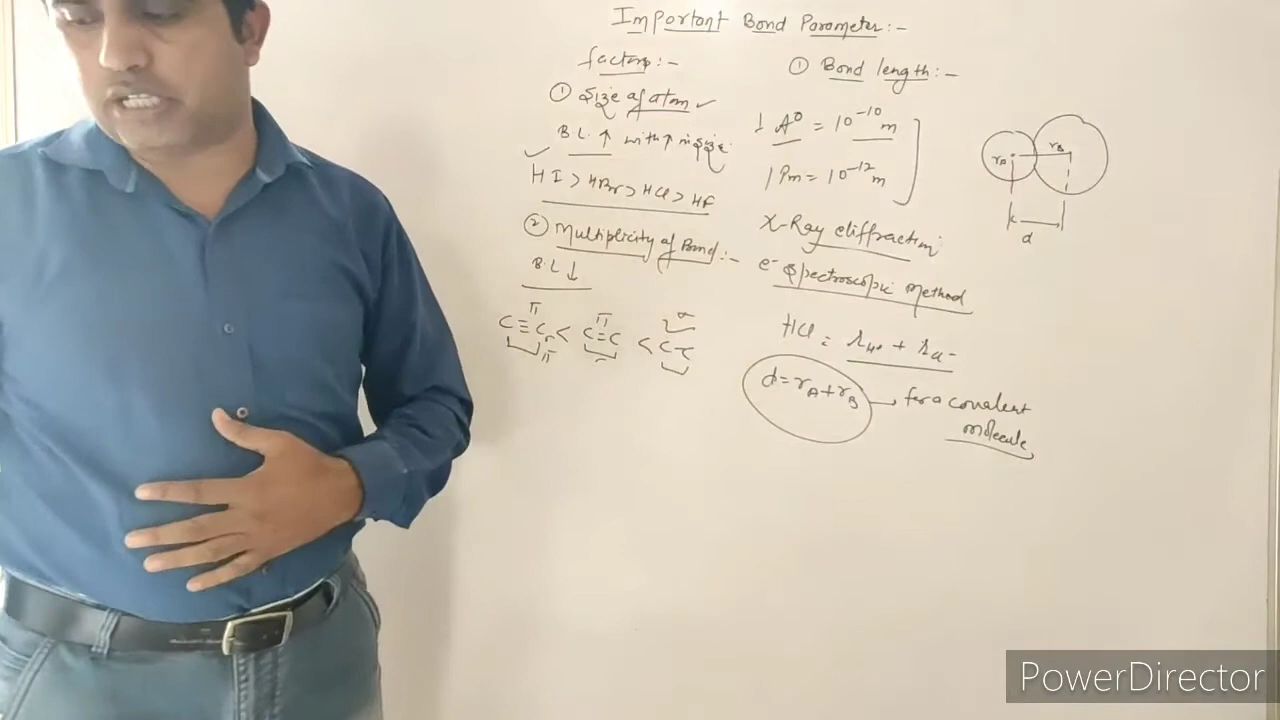 Important Bond Parameter:-
factors:-
① Size of atom ✓
B.L. ↑ with ↑ in size
✓ HI > HBr > HCl > HF
② Multiplicity of Bond:-
B.L ↓
π π σ
C≡C < C=C < C-C
π
① Bond length:-
1 A⁰ = 10⁻¹⁰ m
1 Pm = 10⁻¹² m
X-Ray diffraction
e⁻ Spectroscopic Method
HCl =
d = rA + rB → for a covalent
molecule
rA rB
d
PowerDirector